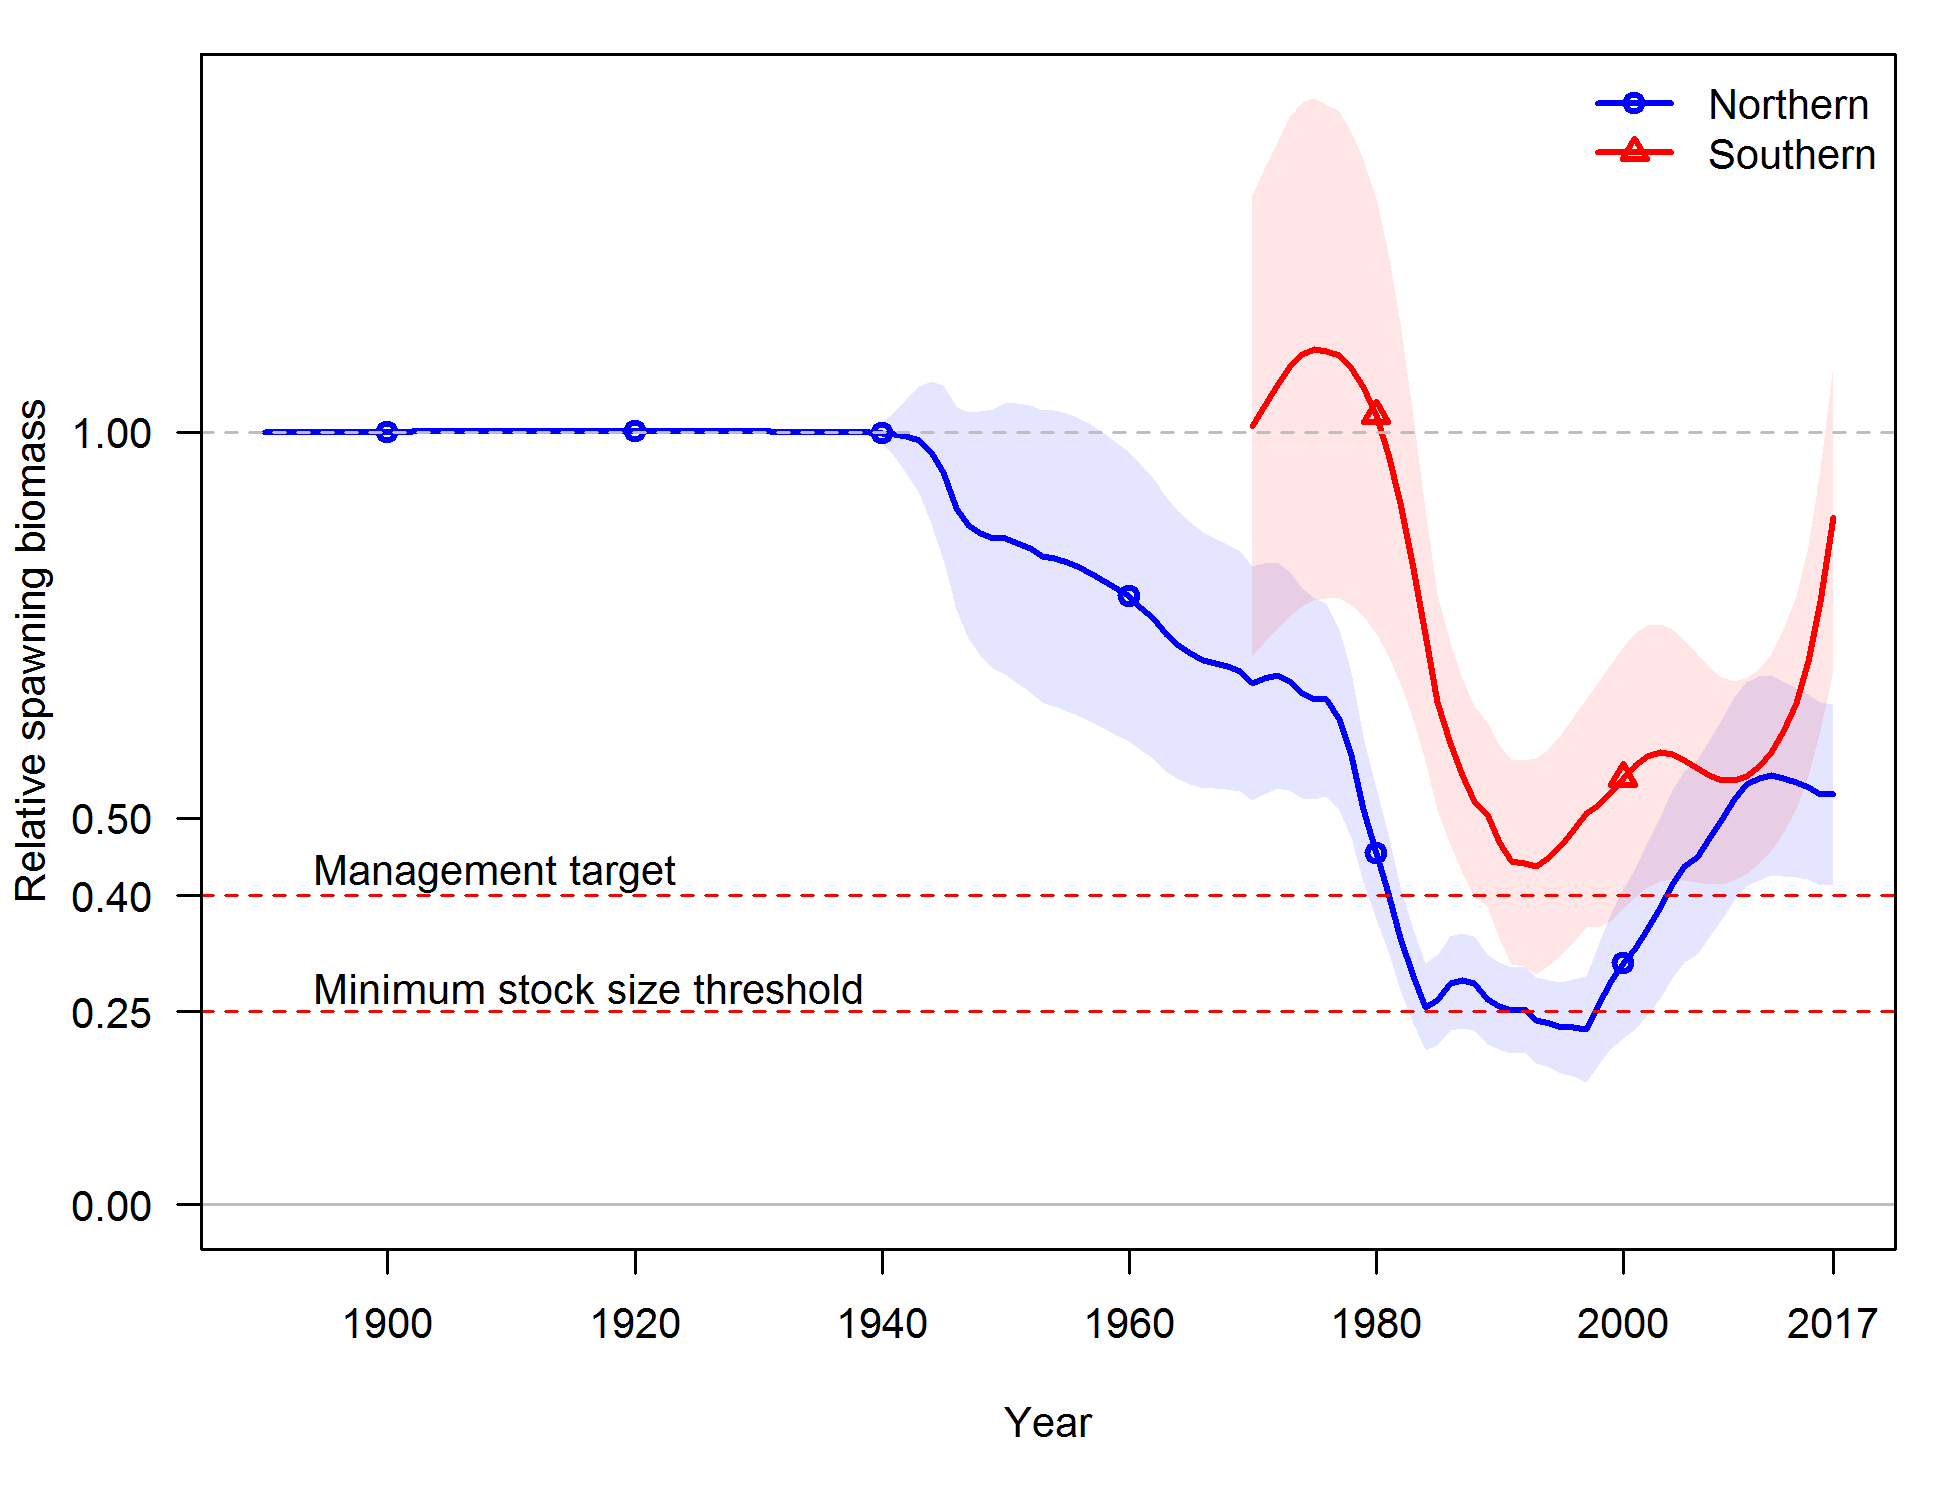 Northern
Southern
Relative spawning biomass
1.00
0.50
0.40
0.25
0.00
Management target
Minimum stock size threshold
1900
1920
1940
1960
1980
2000
2017
Year